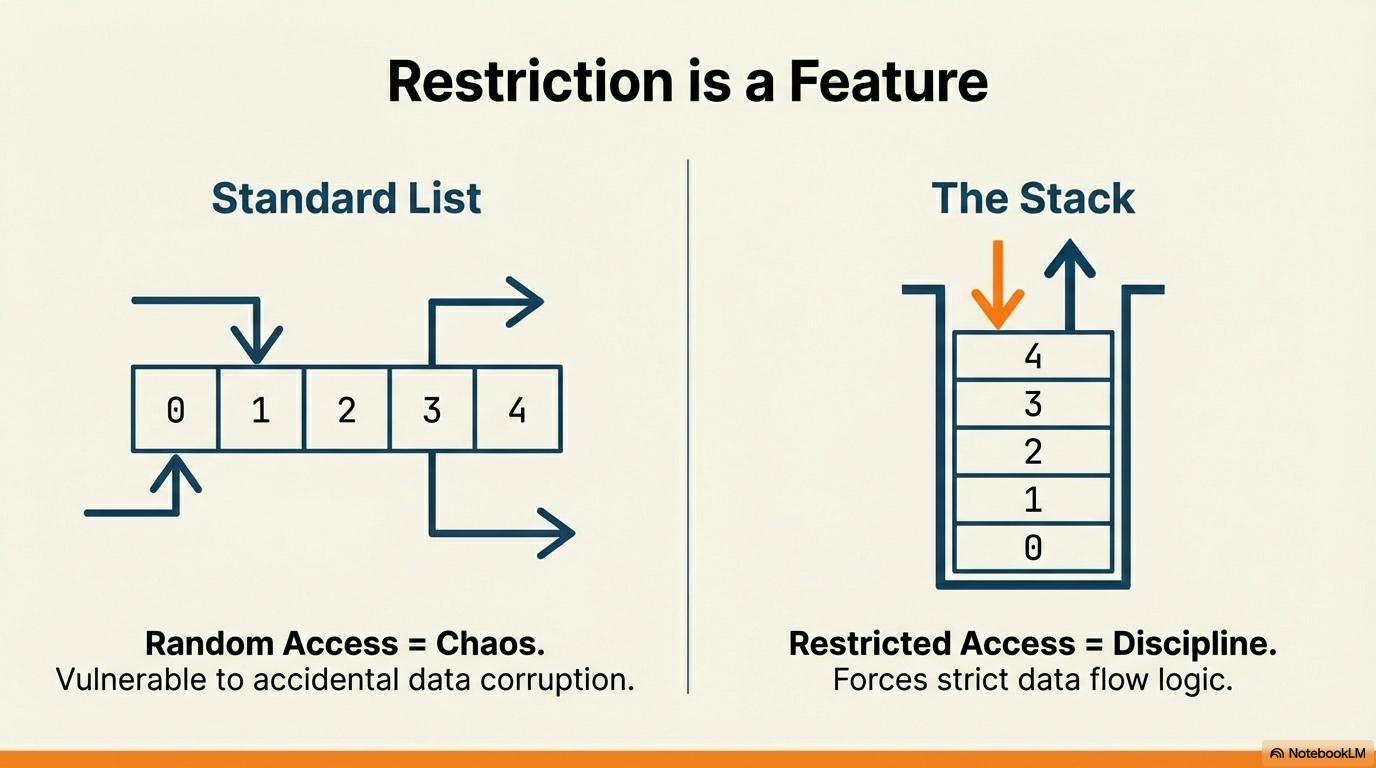 Restriction is a Feature
Standard List
0 1 2 3 4
Random Access = Chaos.
Vulnerable to accidental data corruption.
The Stack
4
3
2
1
0
Restricted Access = Discipline.
Forces strict data flow logic.
NotebookLM